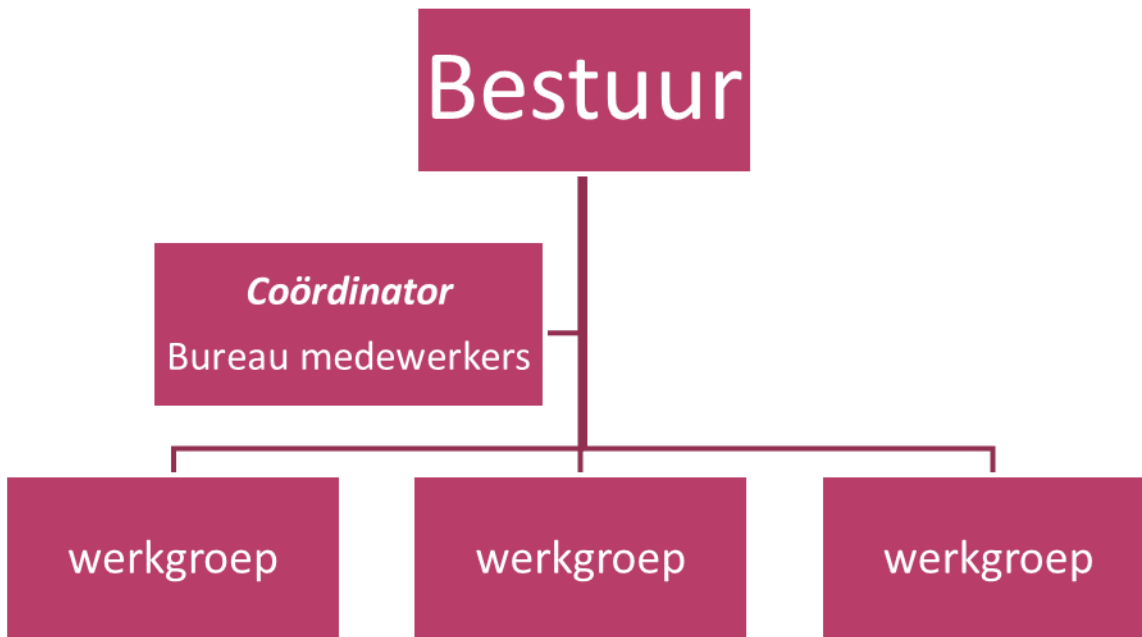 Bestuur
Coördinator
Bureau medewerkers
werkgroep
werkgroep
werkgroep